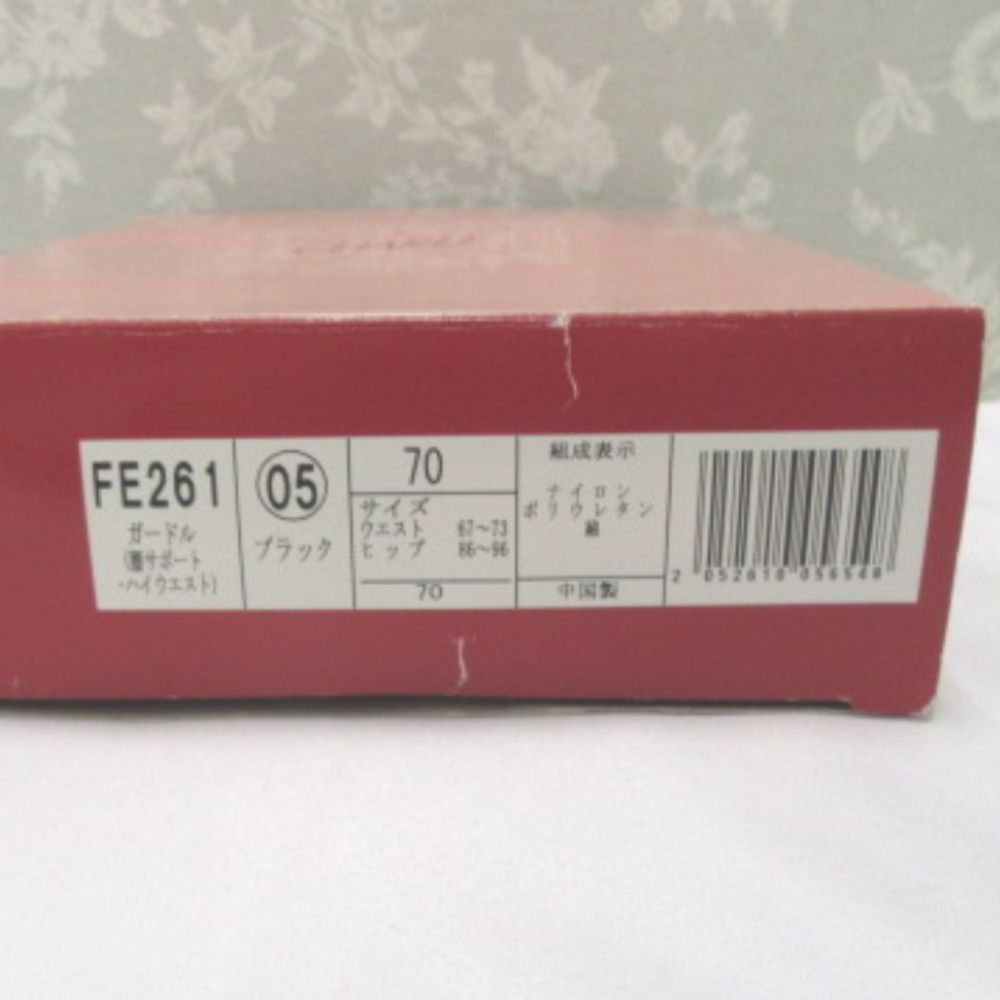 FE261
ガードル
(腰サポート
・ハイウエスト)
05
ブラック
70
サイズ
ウエスト 67〜73
ヒップ 86〜96
70
組成表示
ナイロン
ポリウレタン
綿
中国製
2 052610 056548